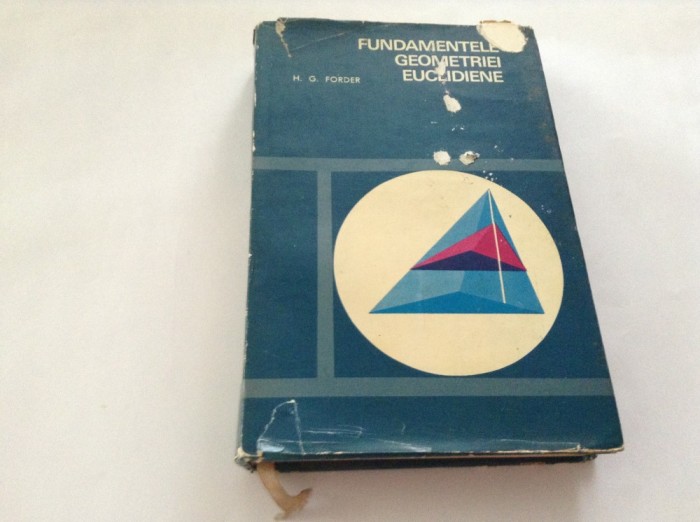 FUNDAMENTELE
GEOMETRIEI
EUCLIDIENE
H. G. FORDER